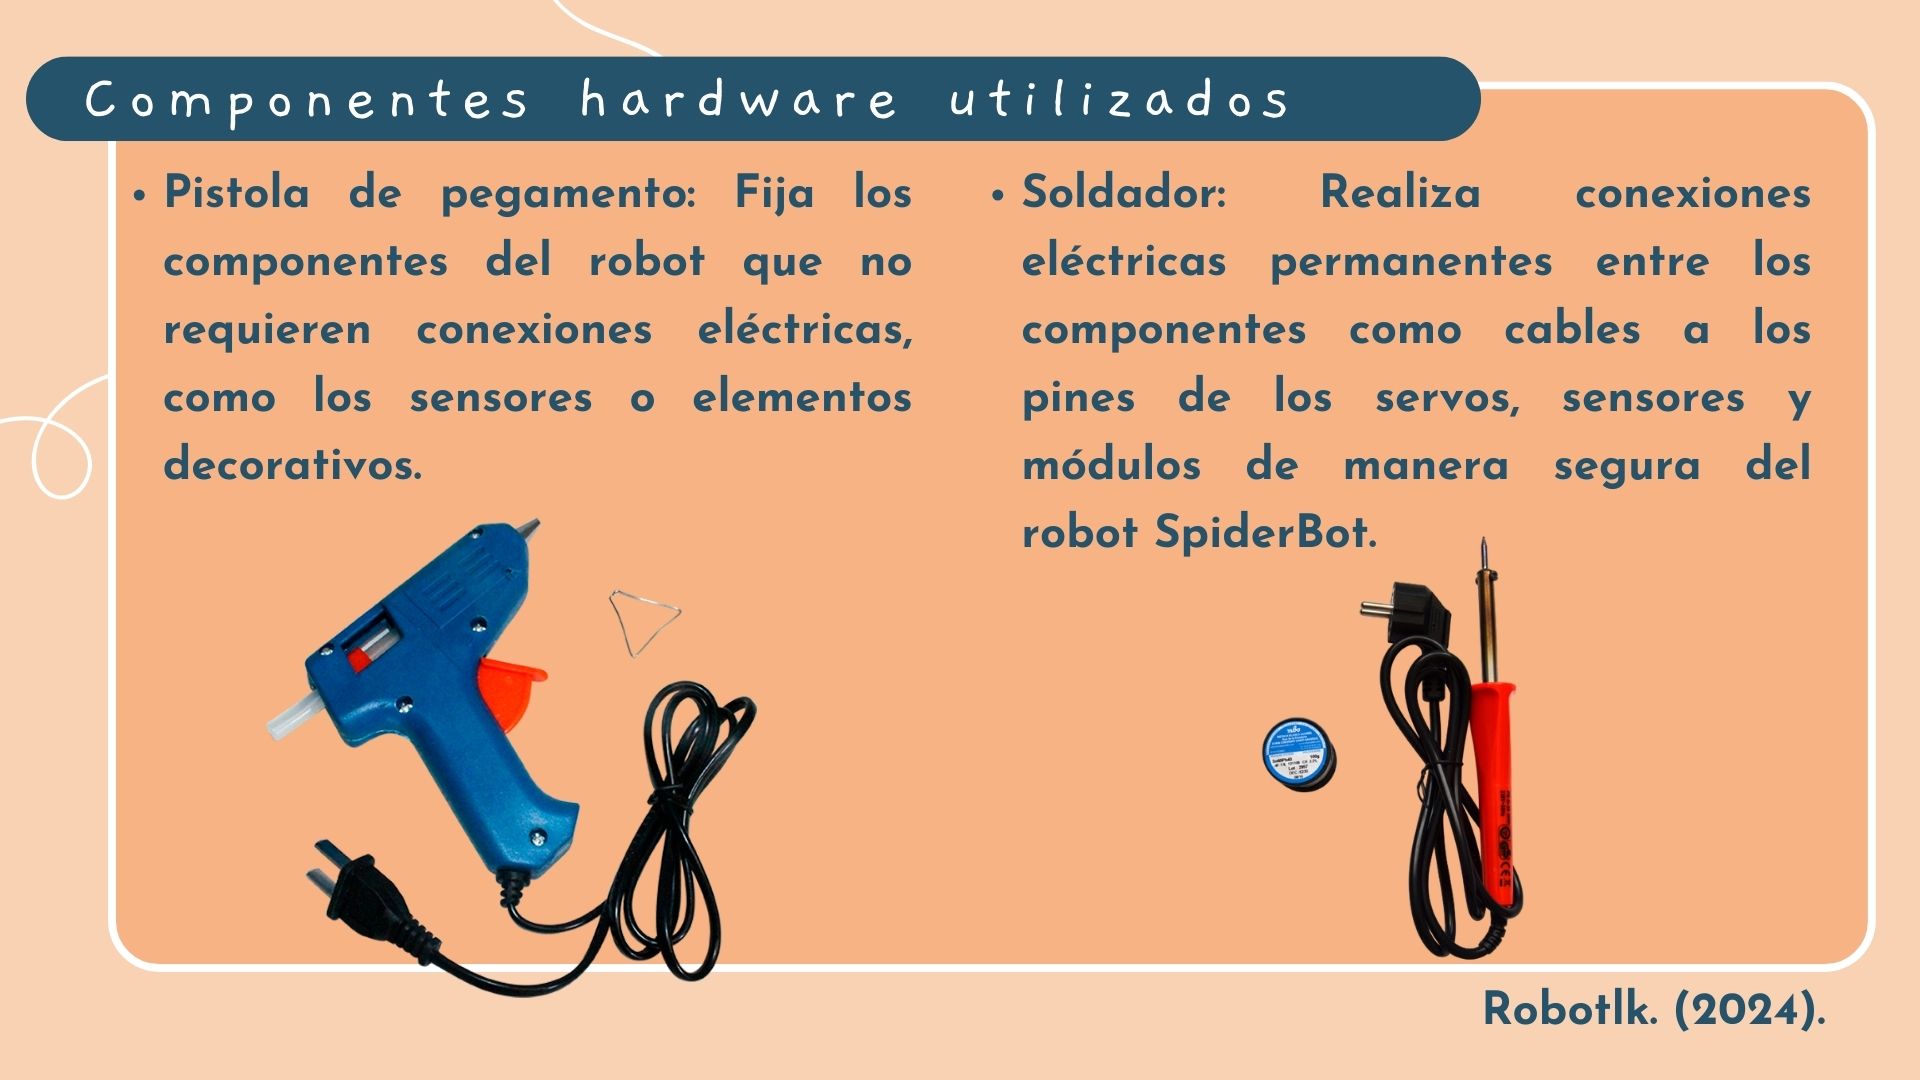 Componentes hardware utilizados
• Pistola de pegamento: Fija los
componentes del robot que no
requieren conexiones eléctricas,
como los sensores o elementos
decorativos.
• Soldador: Realiza conexiones
eléctricas permanentes entre los
componentes como cables a los
pines de los servos, sensores y
módulos de manera segura del
robot SpiderBot.
100g
Robotlk. (2024).